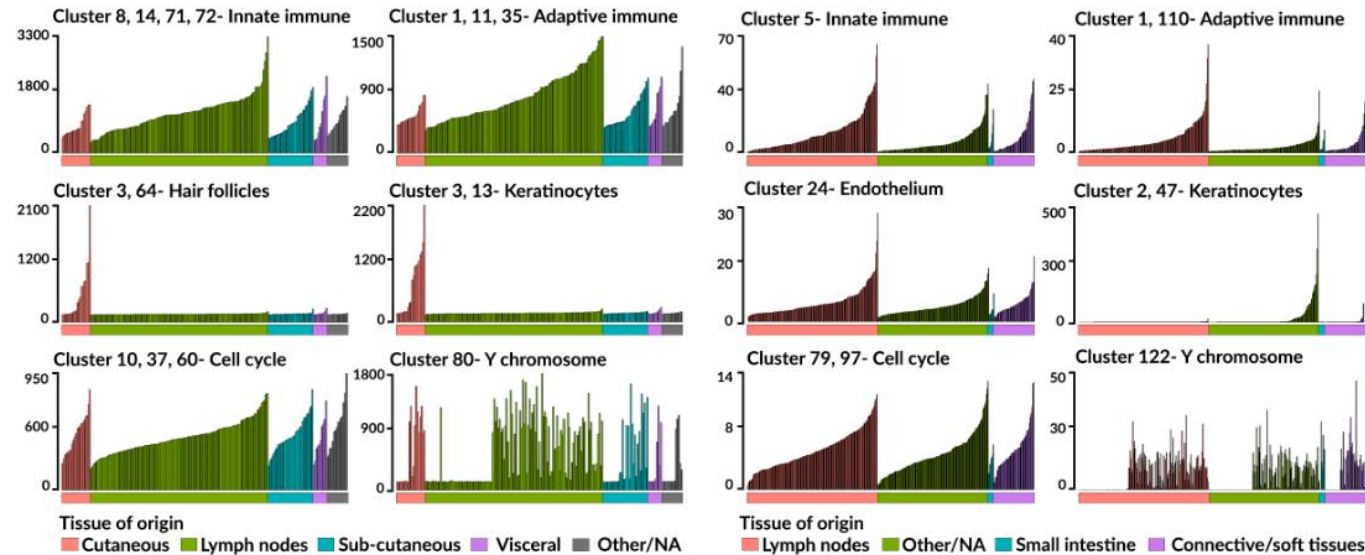 Cluster 8, 14, 71, 72- Innate immune
3300
1800
0
Cluster 1, 11, 35- Adaptive immune
1500
900
0
Cluster 5- Innate immune
70
40
0
Cluster 1, 110- Adaptive immune
40
25
0
Cluster 3, 64- Hair follicles
2100
1200
0
Cluster 3, 13- Keratinocytes
2200
1200
0
Cluster 24- Endothelium
30
20
0
Cluster 2, 47- Keratinocytes
500
300
0
Cluster 10, 37, 60- Cell cycle
950
600
0
Cluster 80- Y chromosome
1800
900
0
Cluster 79, 97- Cell cycle
14
8
0
Cluster 122- Y chromosome
50
30
0
Tissue of origin
Cutaneous Lymph nodes Sub-cutaneous Visceral Other/NA
Tissue of origin
Lymph nodes Other/NA Small intestine Connective/soft tissues